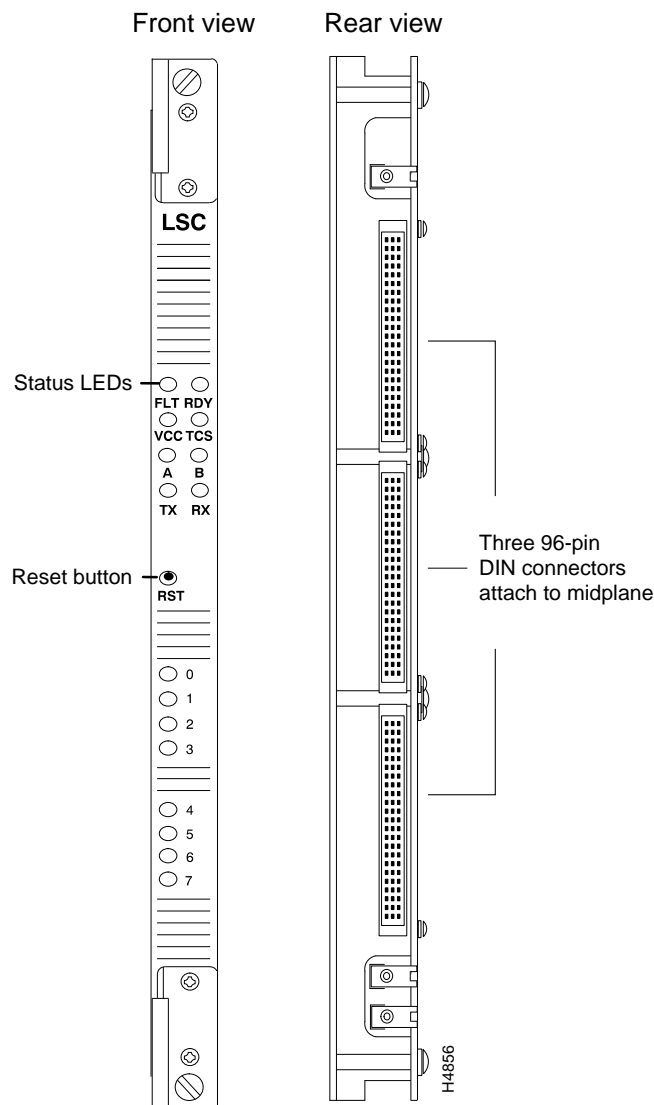 Front view
Rear view
LSC
Status LEDs
FLT RDY
VCC TCS
A B
TX RX
Reset button
RST
0
1
2
3
4
5
6
7
Three 96-pin
DIN connectors
attach to midplane
H4856